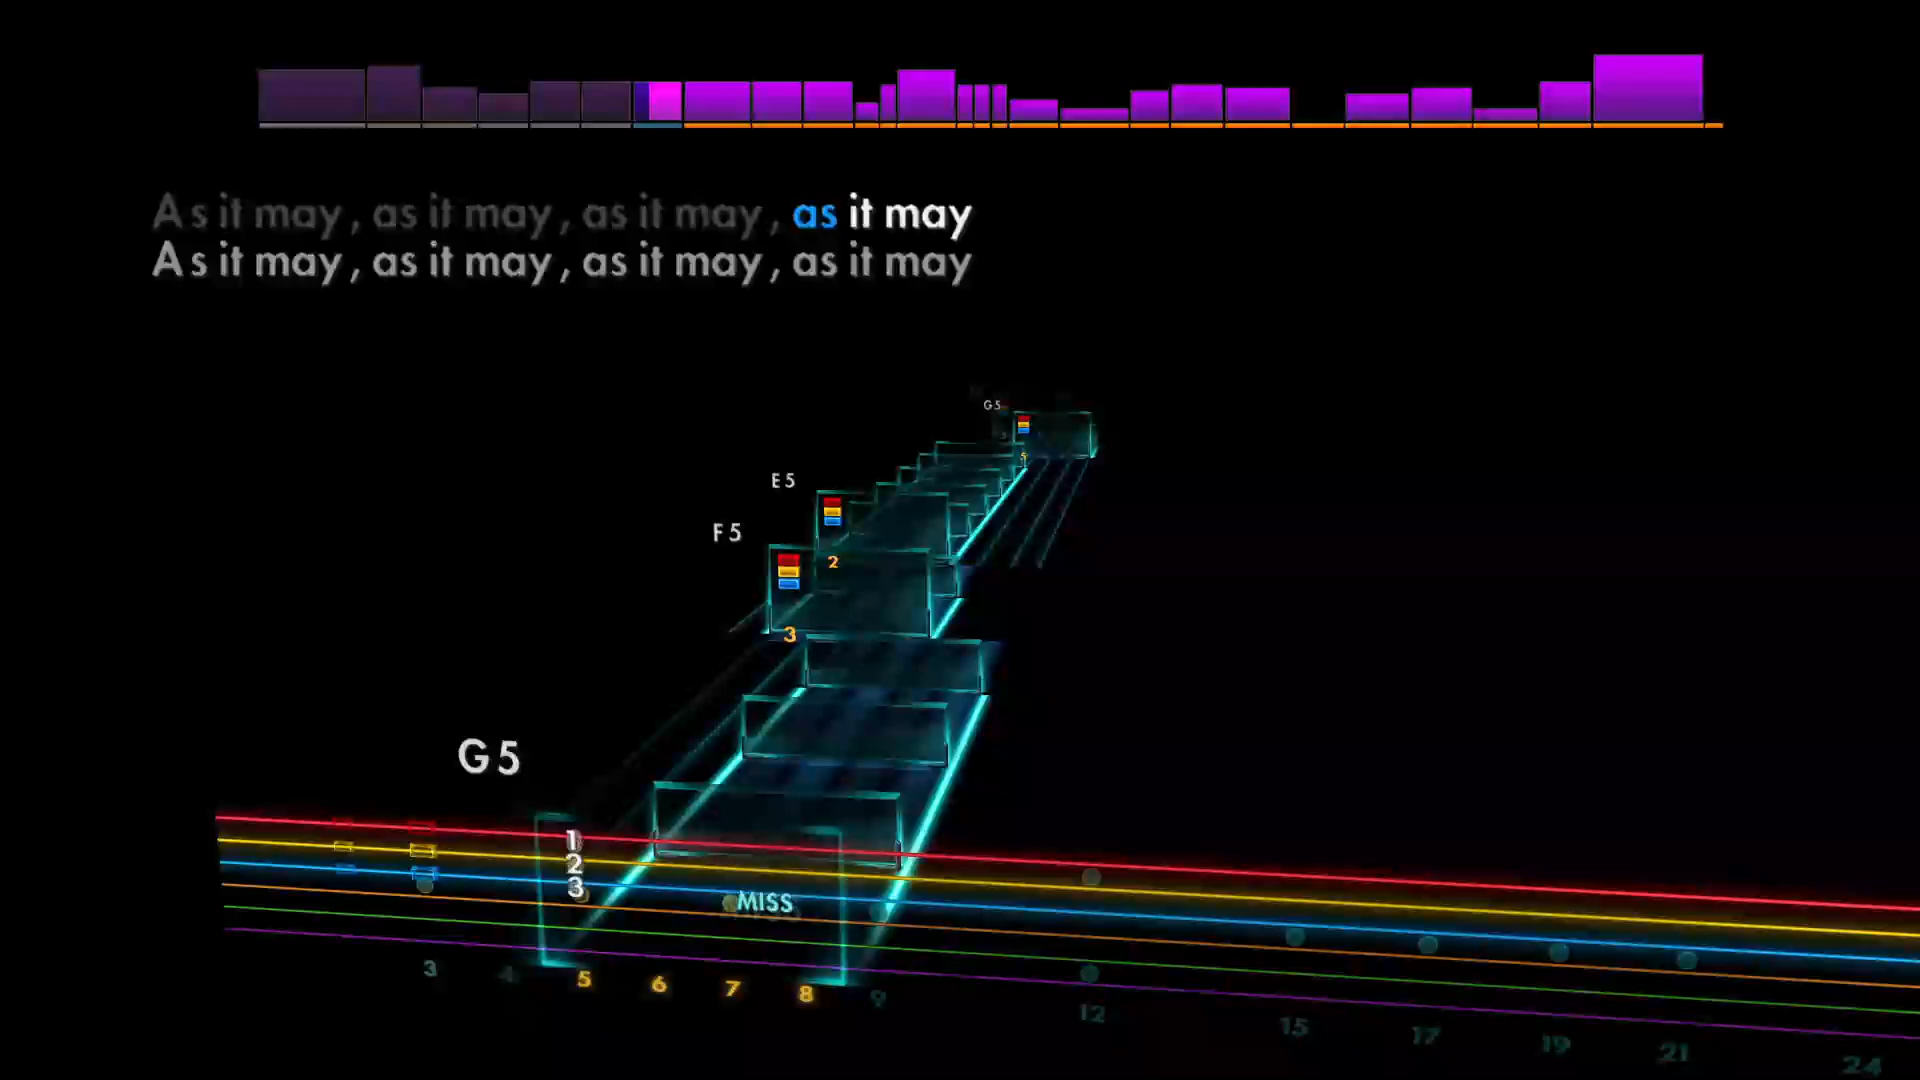 As it may, as it may, as it may, as it may
As it may, as it may, as it may, as it may
G5
5
E5
2
F5
3
G5
1
2
3
MISS
3 4 5 6 7 8 9 12 15 17 19 21 24